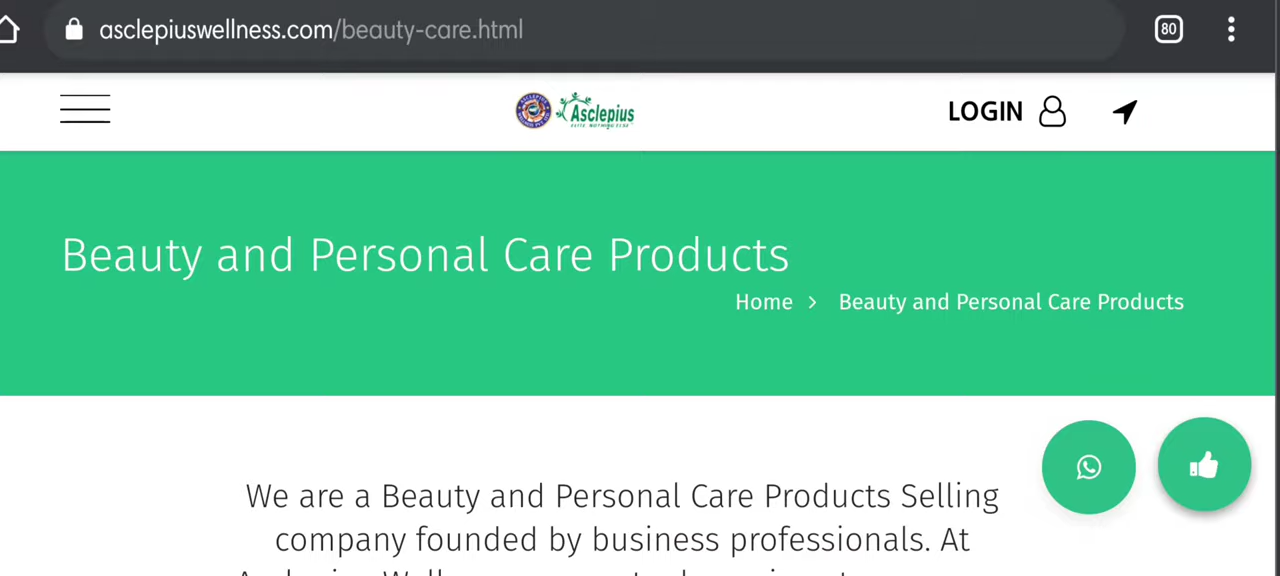 asclepiuswellness.com/beauty-care.html
80
Asclepius
LOGIN
Beauty and Personal Care Products
Home > Beauty and Personal Care Products
We are a Beauty and Personal Care Products Selling
company founded by business professionals. At